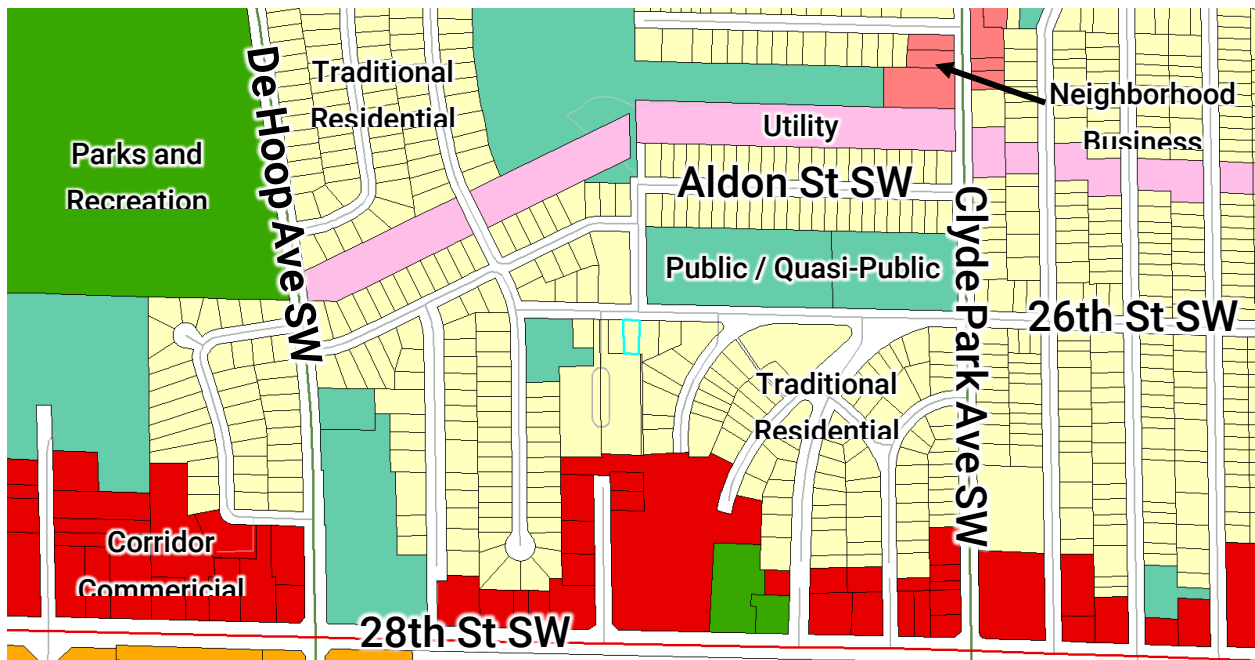 De Hoop Ave SW
Traditional
Residential
Neighborhood
Business
Utility
Parks and
Recreation
Aldon St SW
Clyde Park Ave SW
Public / Quasi-Public
26th St SW
Traditional
Residential
Corridor
Commericial
28th St SW